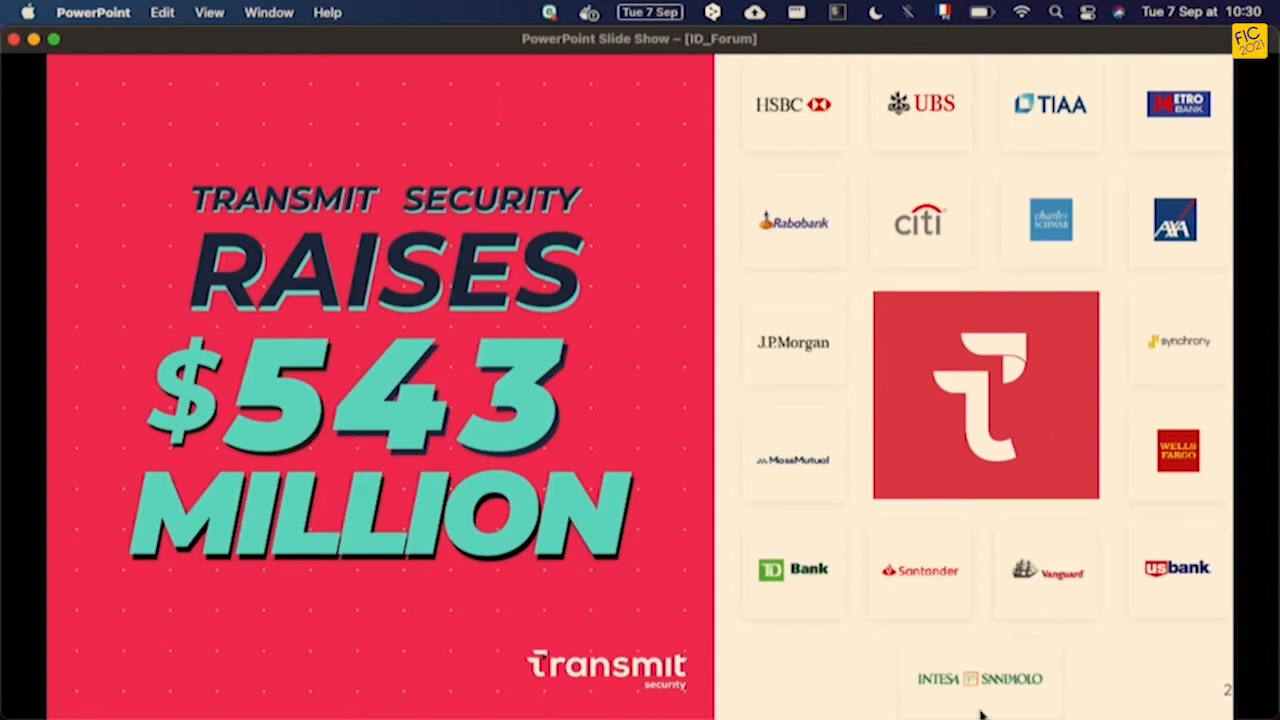 PowerPoint Edit View Window Help Tue 7 Sep Tue 7 Sep at 10:30
PowerPoint Slide Show – [ID_Forum]
FIC
2021
TRANSMIT SECURITY
RAISES
$543
MILLION
Transmit
security
HSBC UBS TIAA METRO
BANK
Rabobank citi charles
SCHWAB AXA
J.P.Morgan synchrony
MassMutual WELLS
FARGO
TD Bank Santander Vanguard usbank
INTESA SANPAOLO
2